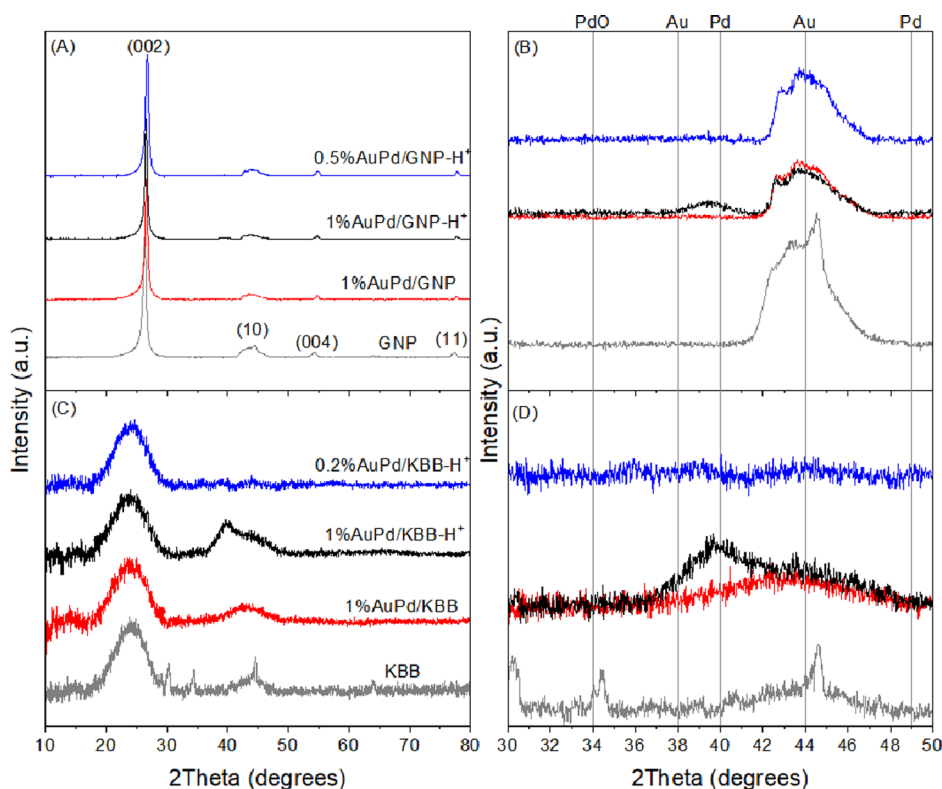 PdO Au Pd Au Pd
(A) (B)
(002)
0.5%AuPd/GNP-H⁺
1%AuPd/GNP-H⁺
1%AuPd/GNP
(10) (004) GNP (11)
Intensity (a.u.)
Intensity (a.u.)
(C) (D)
0.2%AuPd/KBB-H⁺
1%AuPd/KBB-H⁺
1%AuPd/KBB
KBB
10 20 30 40 50 60 70 80
30 32 34 36 38 40 42 44 46 48 50
2Theta (degrees) 2Theta (degrees)